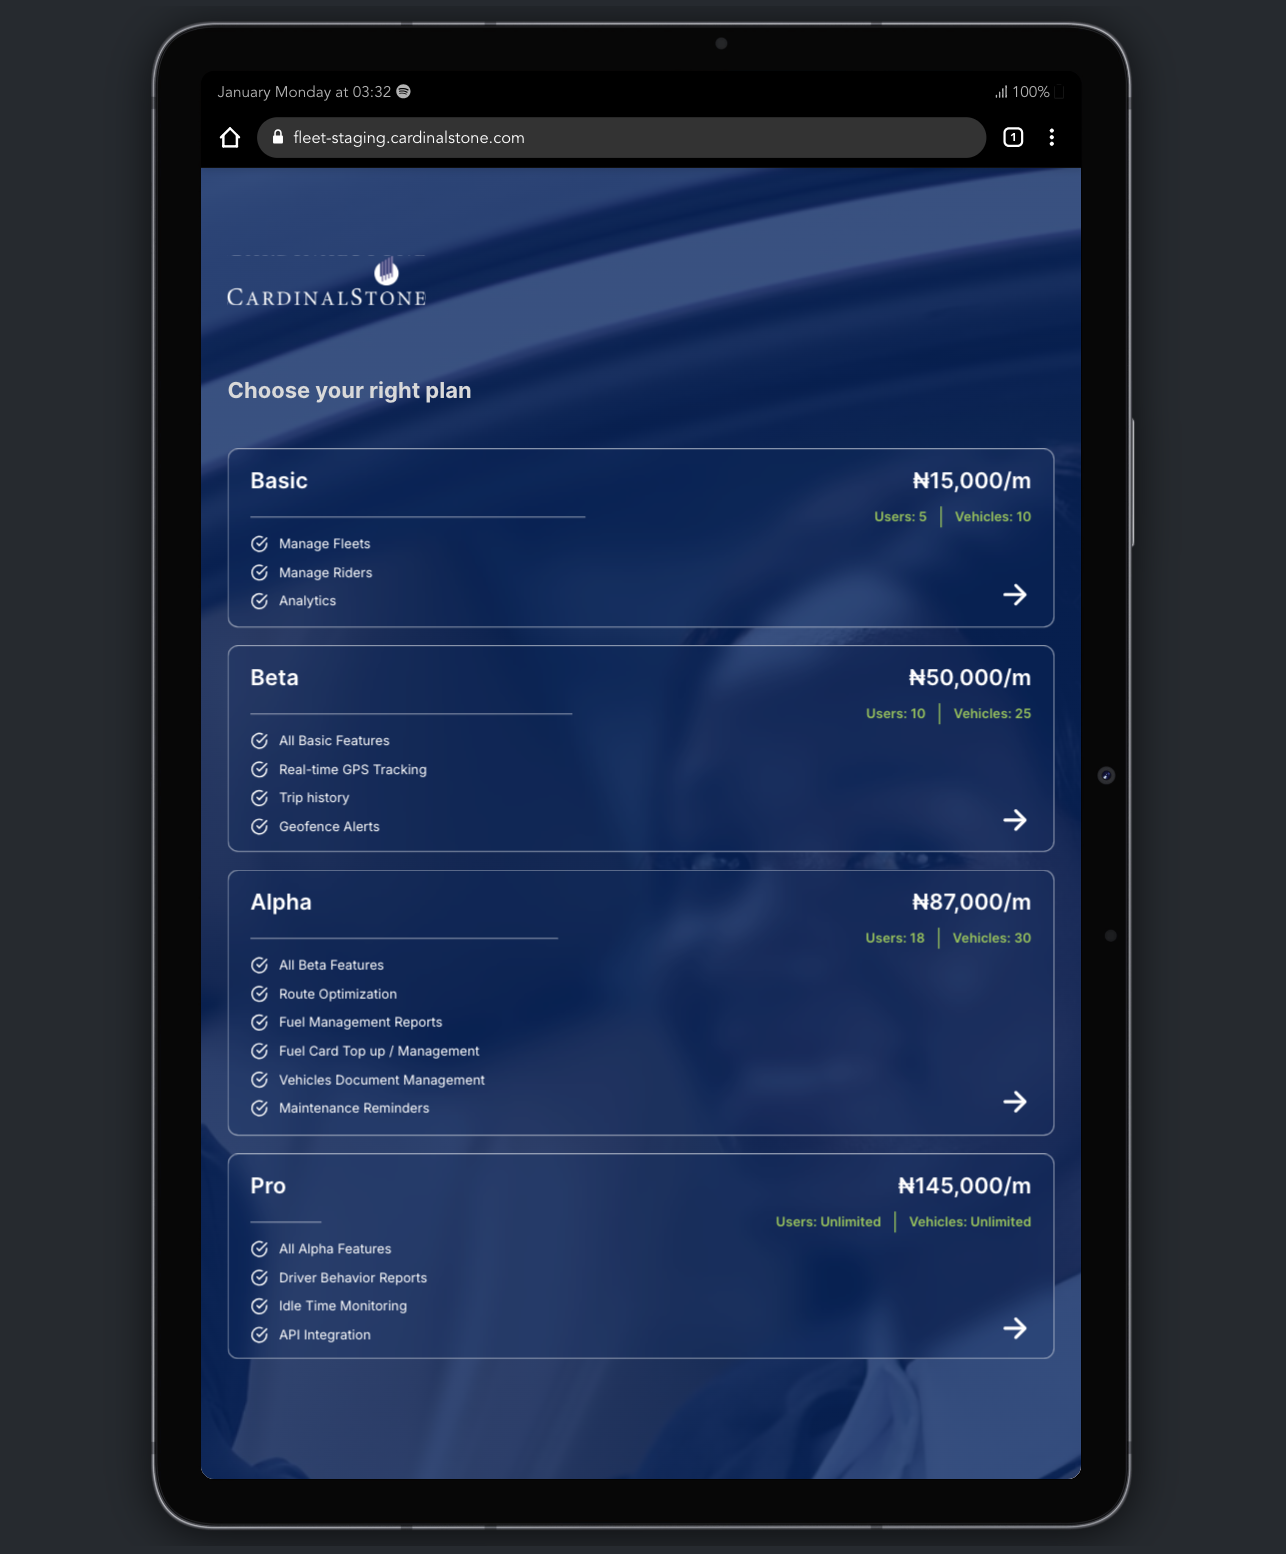 January Monday at 03:32
100%
fleet-staging.cardinalstone.com
1
CARDINALSTONE
Choose your right plan
Basic
₦15,000/m
Users: 5 | Vehicles: 10
Manage Fleets
Manage Riders
Analytics
Beta
₦50,000/m
Users: 10 | Vehicles: 25
All Basic Features
Real-time GPS Tracking
Trip history
Geofence Alerts
Alpha
₦87,000/m
Users: 18 | Vehicles: 30
All Beta Features
Route Optimization
Fuel Management Reports
Fuel Card Top up / Management
Vehicles Document Management
Maintenance Reminders
Pro
₦145,000/m
Users: Unlimited | Vehicles: Unlimited
All Alpha Features
Driver Behavior Reports
Idle Time Monitoring
API Integration